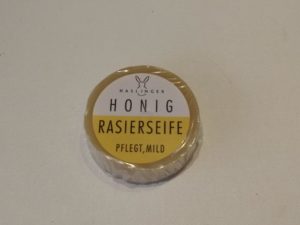 HASLINGER
HONIG
RASIERSEIFE
PFLEGT, MILD